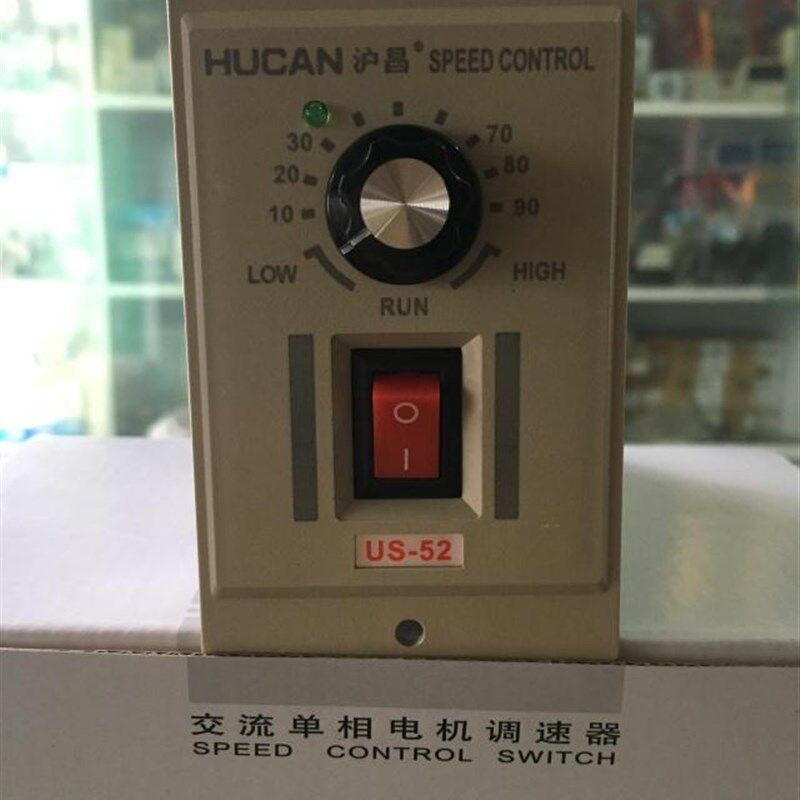 HUCAN 沪昌® SPEED CONTROL
30 70
20 80
10 90
LOW HIGH
RUN
O
I
US-52
交流单相电机调速器
SPEED CONTROL SWITCH